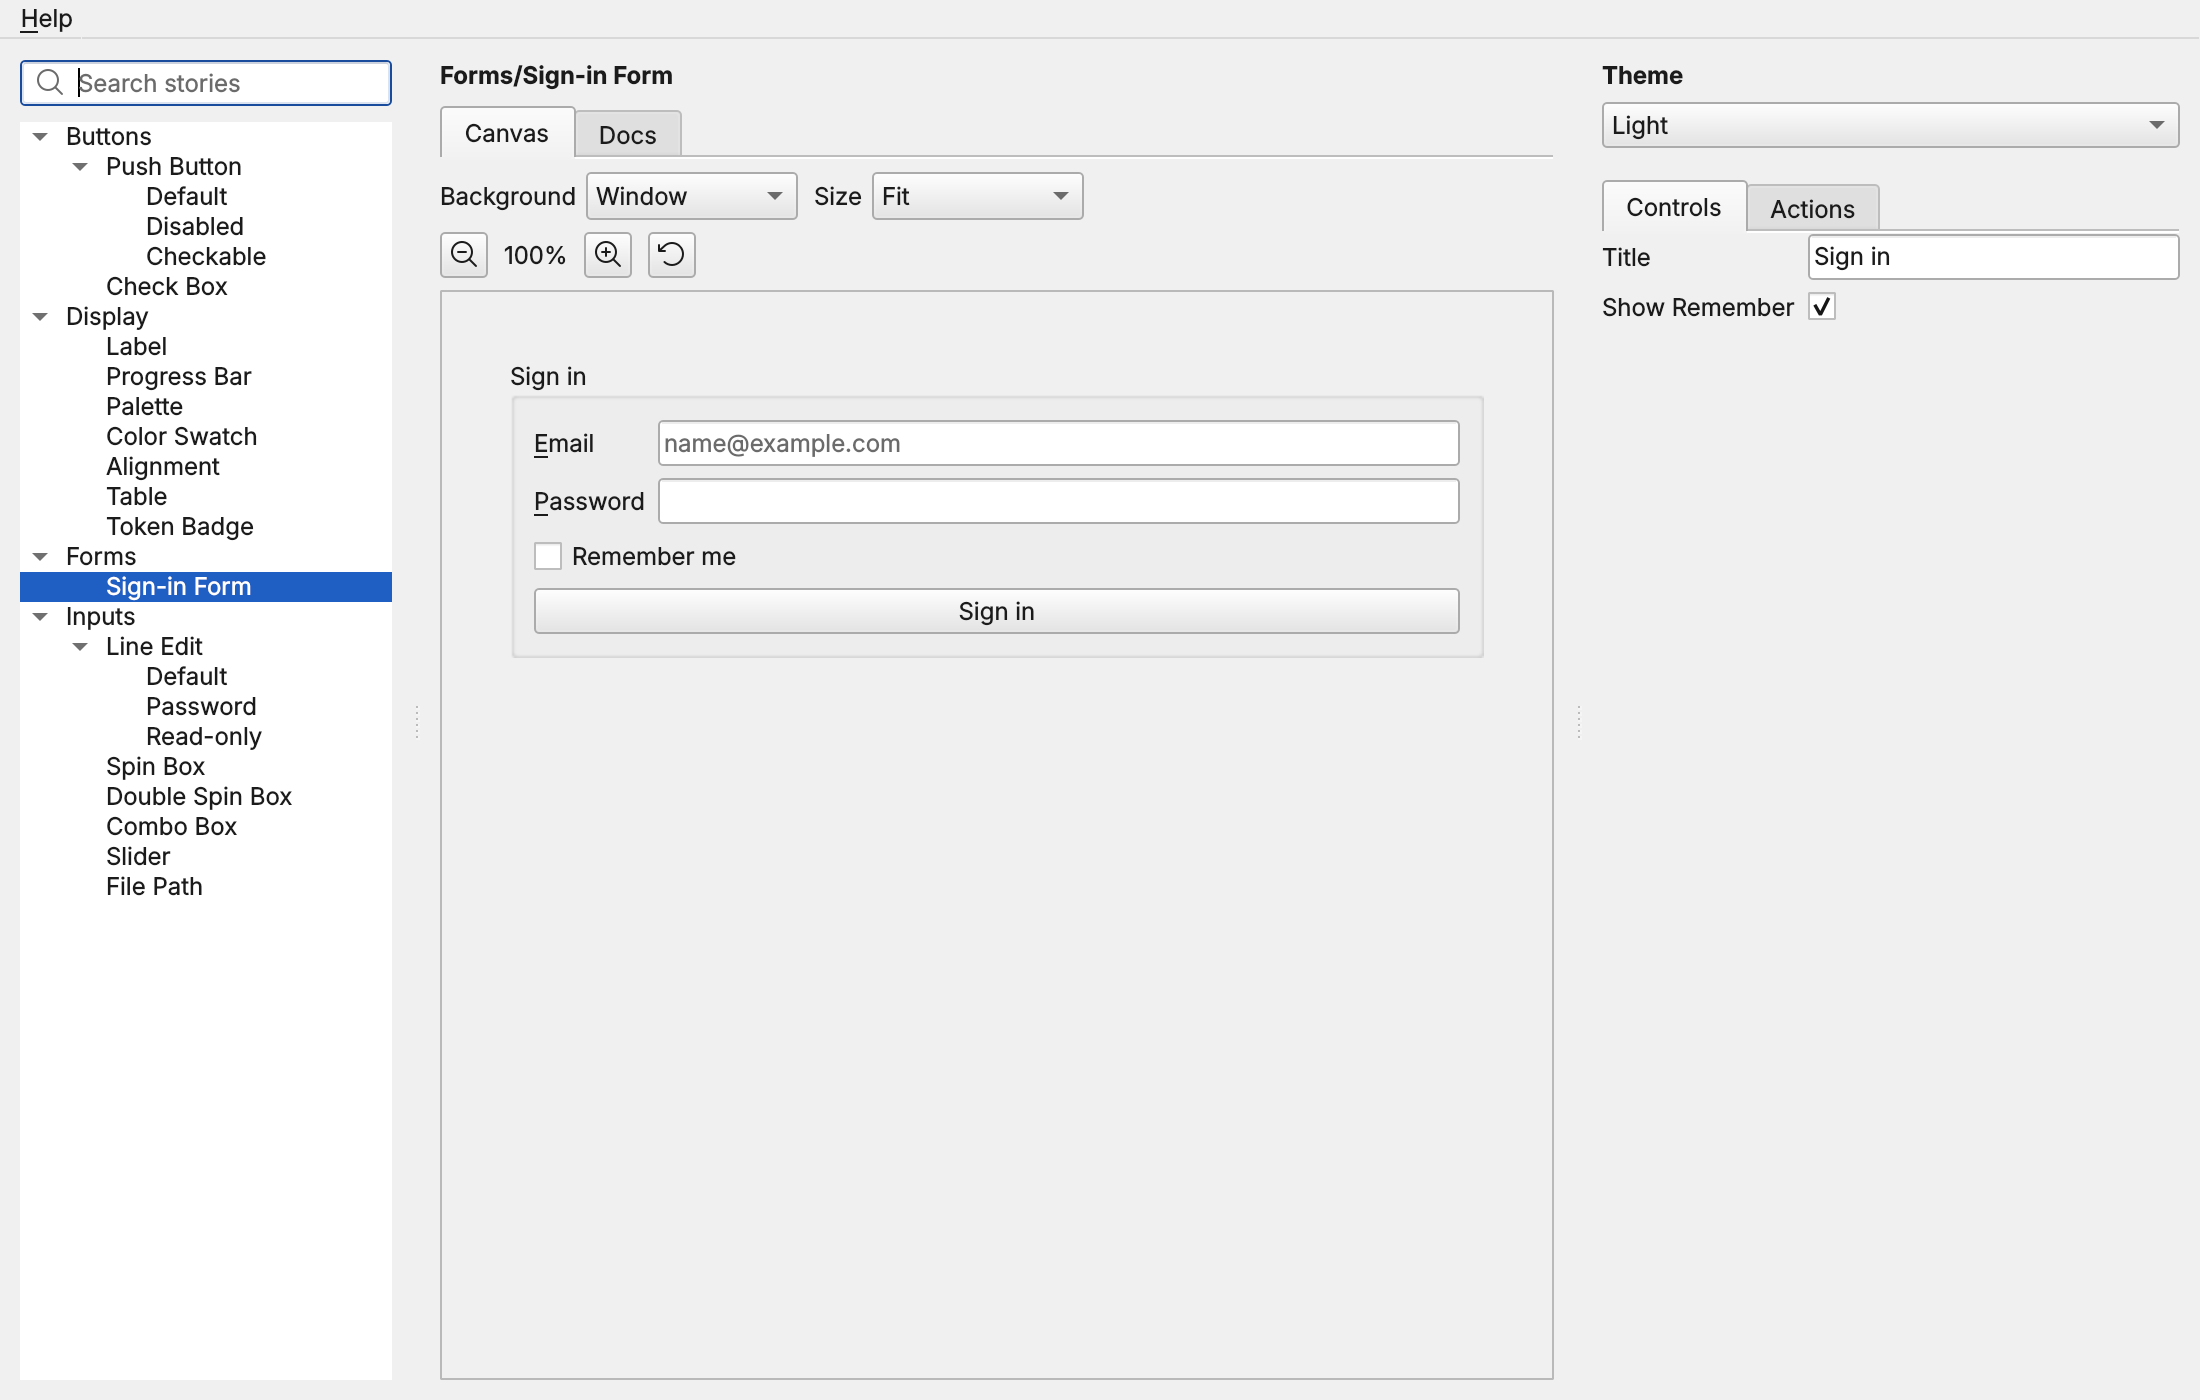 Help
Search stories
Buttons
Push Button
Default
Disabled
Checkable
Check Box
Display
Label
Progress Bar
Palette
Color Swatch
Alignment
Table
Token Badge
Forms
Sign-in Form
Inputs
Line Edit
Default
Password
Read-only
Spin Box
Double Spin Box
Combo Box
Slider
File Path
Forms/Sign-in Form
Canvas Docs
Background Window Size Fit
100%
Sign in
Email name@example.com
Password
Remember me
Sign in
Theme
Light
Controls Actions
Title Sign in
Show Remember